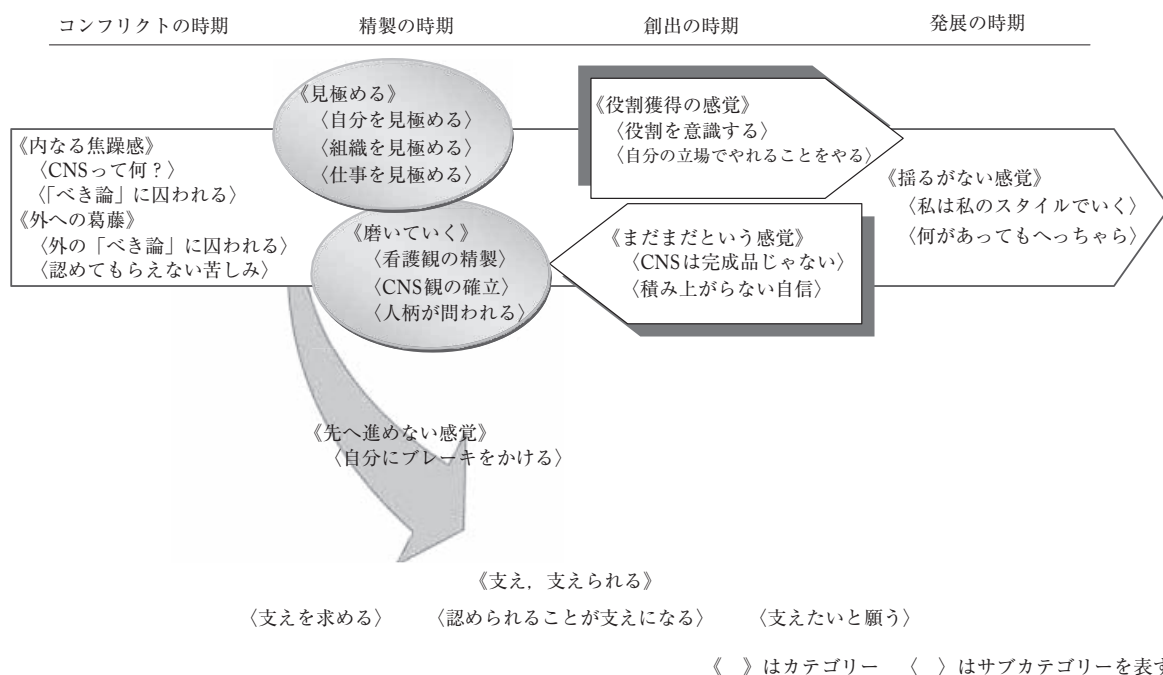 コンフリクトの時期　精製の時期　創出の時期　発展の時期
《内なる焦躁感》
〈CNSって何？〉
〈「べき論」に囚われる〉
《外への葛藤》
〈外の「べき論」に囚われる〉
〈認めてもらえない苦しみ〉
《見極める》
〈自分を見極める〉
〈組織を見極める〉
〈仕事を見極める〉
《磨いていく》
〈看護観の精製〉
〈CNS観の確立〉
〈人柄が問われる〉
《役割獲得の感覚》
〈役割を意識する〉
〈自分の立場でやれることをやる〉
《まだまだという感覚》
〈CNSは完成品じゃない〉
〈積み上がらない自信〉
《揺るがない感覚》
〈私は私のスタイルでいく〉
〈何があってもへっちゃら〉
《先へ進めない感覚》
〈自分にブレーキをかける〉
《支え，支えられる》
〈支えを求める〉　〈認められることが支えになる〉　〈支えたいと願う〉
《　》はカテゴリー　〈　〉はサブカテゴリーを表す